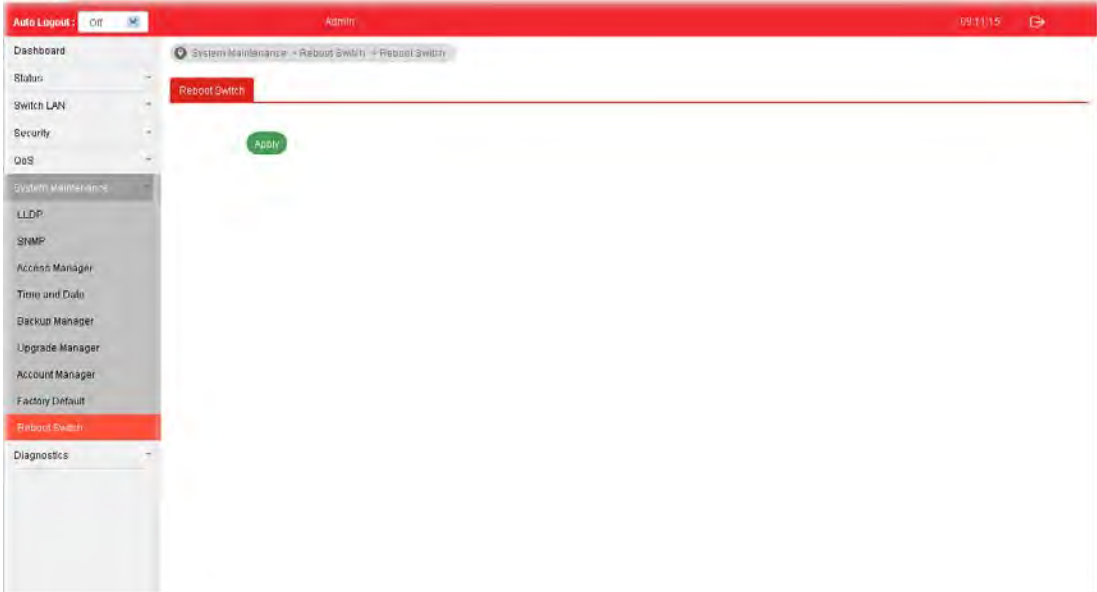 Auto Logout : Off Admin 09:11:15
Dashboard
System Maintenance > Reboot Switch > Reboot Switch
Status
Reboot Switch
Switch LAN
Security
Apply
QoS
System Maintenance
LLDP
SNMP
Access Manager
Time and Date
Backup Manager
Upgrade Manager
Account Manager
Factory Default
Reboot Switch
Diagnostics